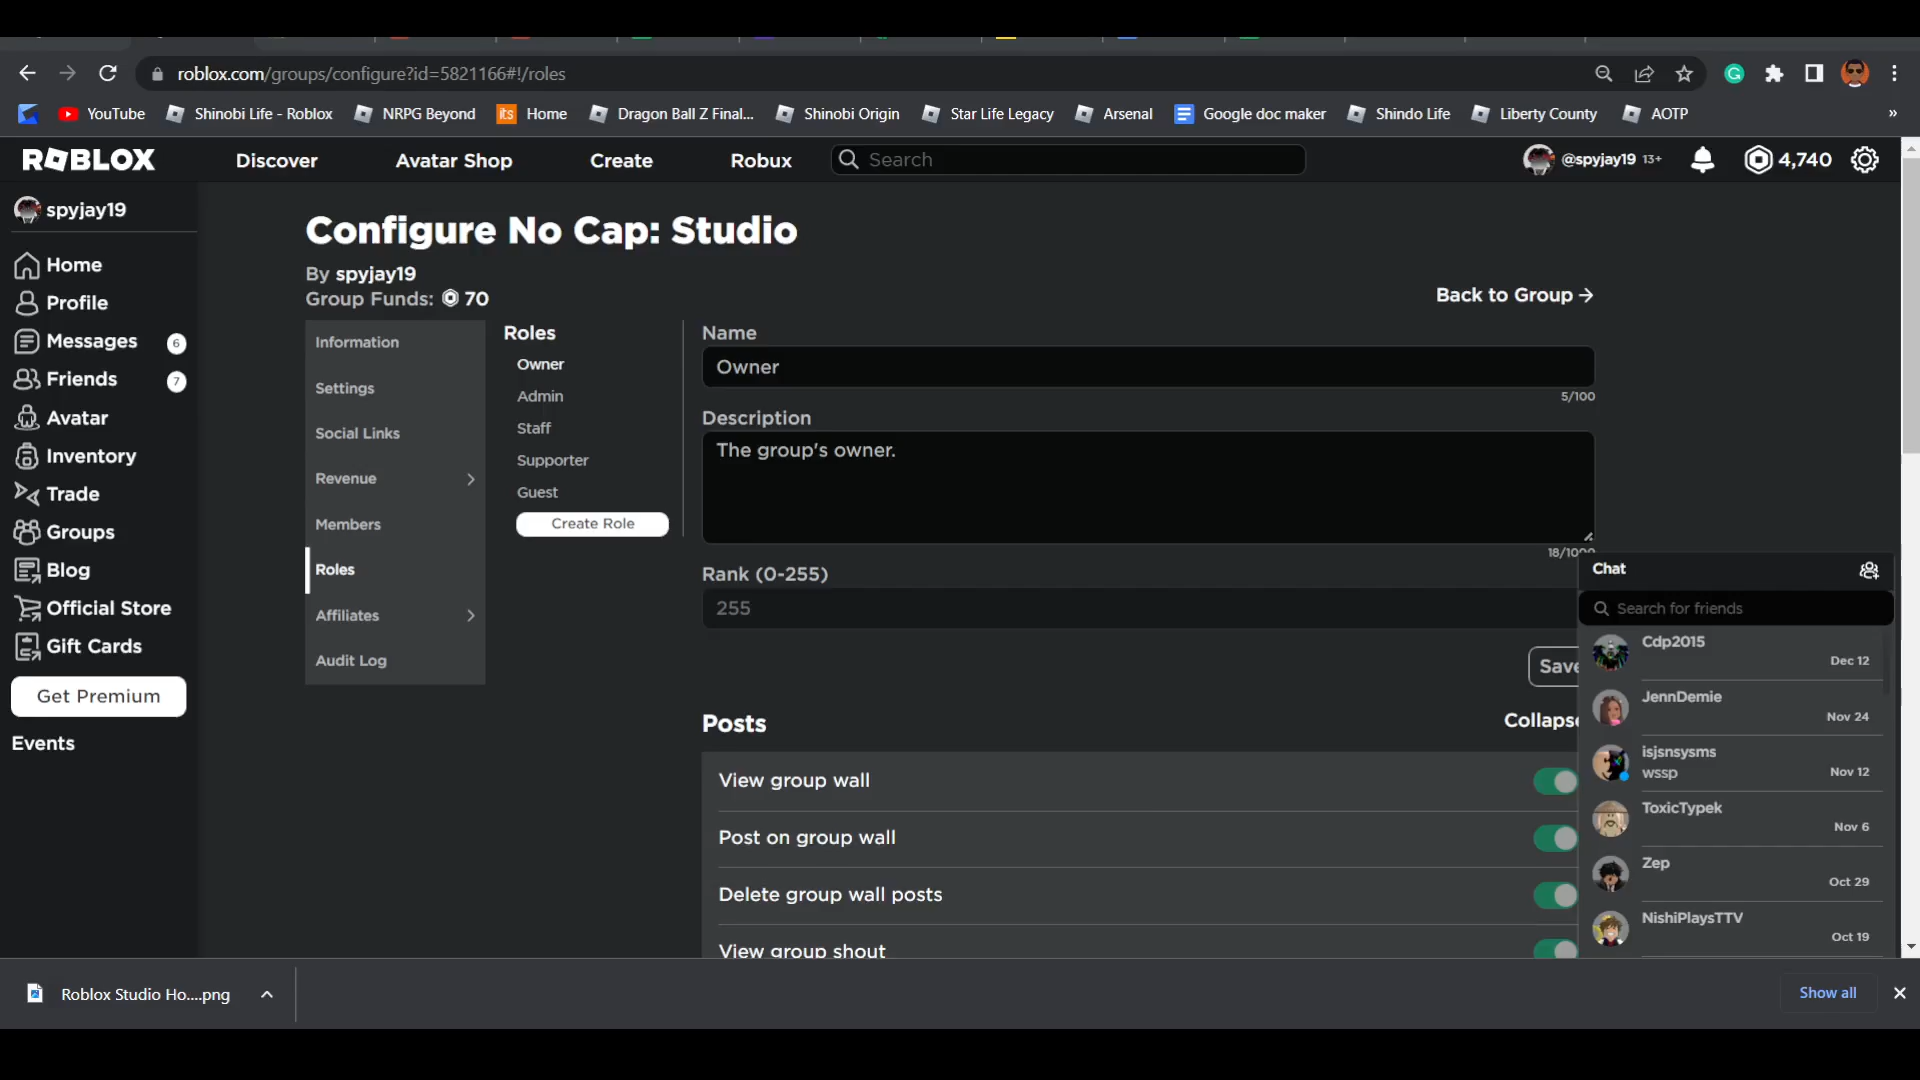 roblox.com/groups/configure?id=5821166#!/roles
YouTube
Shinobi Life - Roblox
NRPG Beyond
its
Home
Dragon Ball Z Final...
Shinobi Origin
Star Life Legacy
Arsenal
Google doc maker
Shindo Life
Liberty County
AOTP
»
ROBLOX
Discover
Avatar Shop
Create
Robux
Search
@spyjay19 13+
4,740
spyjay19
Home
Profile
Messages 6
Friends 7
Avatar
Inventory
Trade
Groups
Blog
Official Store
Gift Cards
Get Premium
Events
Configure No Cap: Studio
By spyjay19
Group Funds: 70
Back to Group
Information
Settings
Social Links
Revenue
Members
Roles
Affiliates
Audit Log
Roles
Owner
Admin
Staff
Supporter
Guest
Create Role
Name
Owner
5/100
Description
The group's owner.
18/1000
Rank (0-255)
255
Save
Posts
Collapse
View group wall
Post on group wall
Delete group wall posts
View group shout
Chat
Search for friends
Cdp2015
Dec 12
JennDemie
Nov 24
isjsnsysms
wssp
Nov 12
ToxicTypek
Nov 6
Zep
Oct 29
NishiPlaysTTV
Oct 19
Roblox Studio Ho....png
Show all